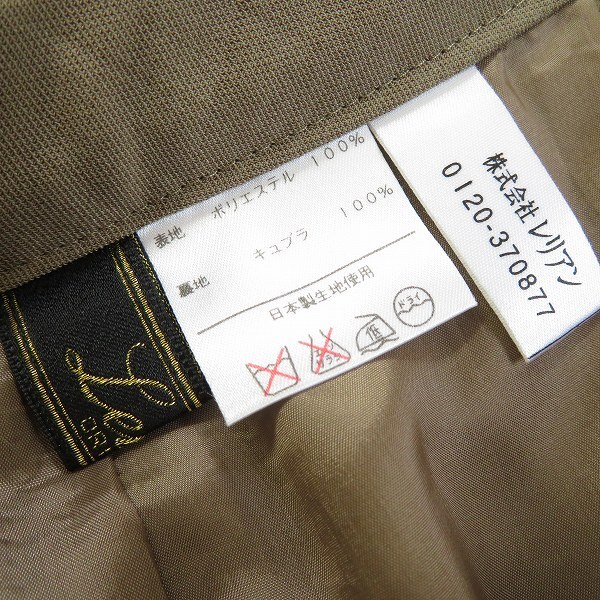 表地 ポリエステル 100%
裏地 キュプラ 100%
日本製生地使用
低
ドライ
株式会社レリアン
0120-370877